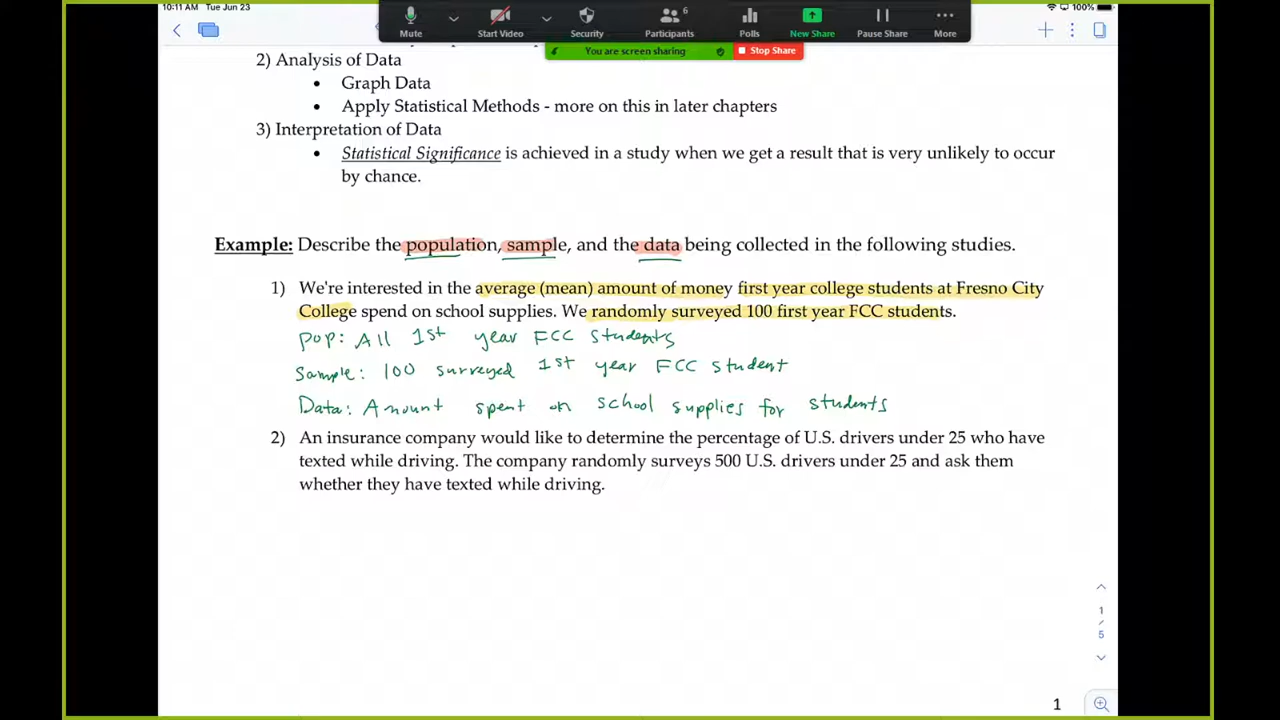 10:11 AM Tue Jun 23
100%
Mute
Start Video
Security
6
Participants
Polls
New Share
Pause Share
More
You are screen sharing
Stop Share
2) Analysis of Data
• Graph Data
• Apply Statistical Methods - more on this in later chapters
3) Interpretation of Data
• Statistical Significance is achieved in a study when we get a result that is very unlikely to occur
by chance.
Example: Describe the population, sample, and the data being collected in the following studies.
1) We're interested in the average (mean) amount of money first year college students at Fresno City
College spend on school supplies. We randomly surveyed 100 first year FCC students.
Pop: All 1st year FCC students
Sample: 100 surveyed 1st year FCC student
Data: Amount spent on school supplies for students
2) An insurance company would like to determine the percentage of U.S. drivers under 25 who have
texted while driving. The company randomly surveys 500 U.S. drivers under 25 and ask them
whether they have texted while driving.
1
/
5
1